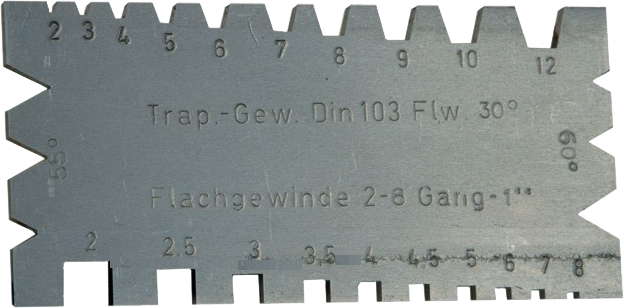 2 3 4 5 6 7 8 9 10 12
Trap.-Gew. Din 103 Flw. 30°
55°
60°
Flachgewinde 2-8 Gang-1"
2 2,5 3 3,5 4 4,5 5 6 7 8